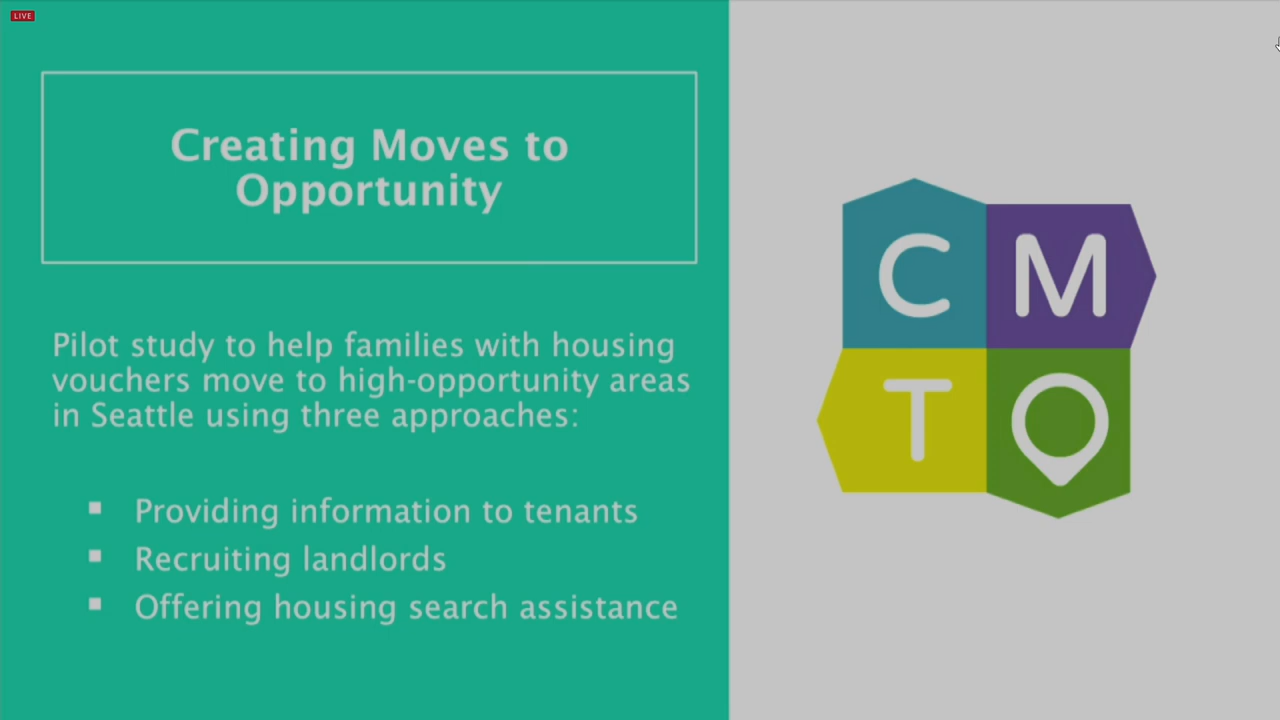 LIVE
Creating Moves to
Opportunity
Pilot study to help families with housing
vouchers move to high-opportunity areas
in Seattle using three approaches:
▪ Providing information to tenants
▪ Recruiting landlords
▪ Offering housing search assistance
C M
T O